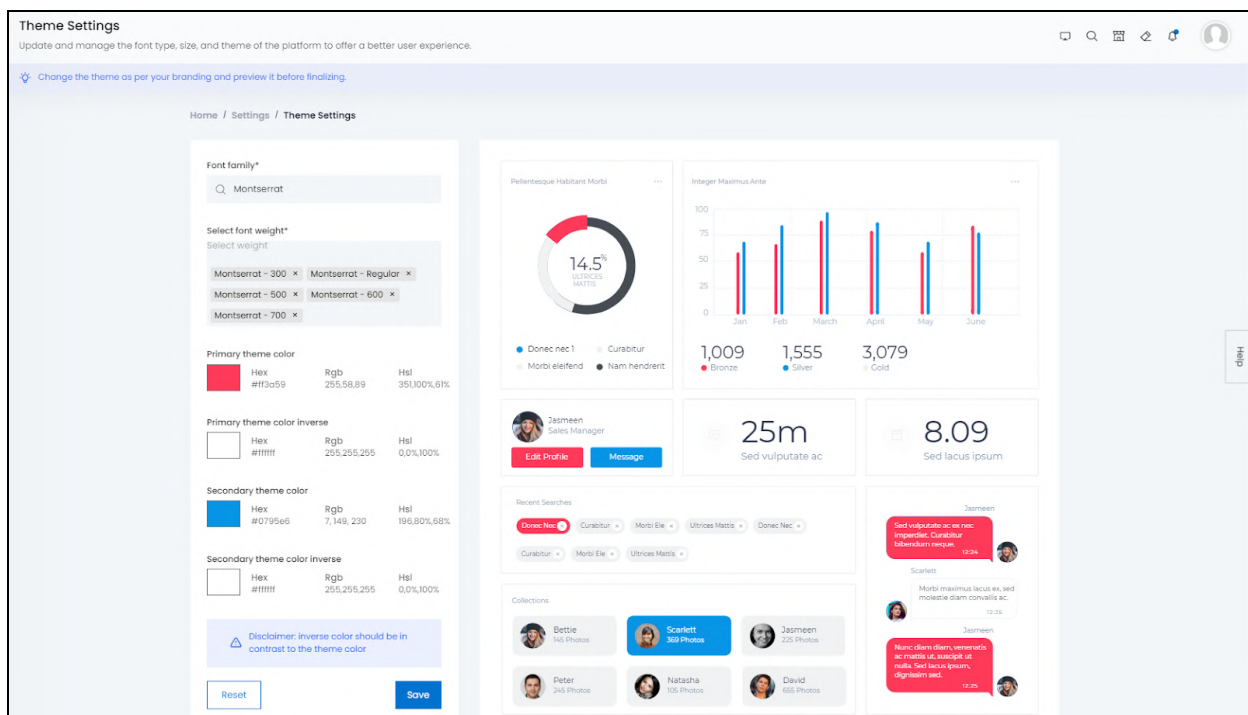 Theme Settings
Update and manage the font type, size, and theme of the platform to offer a better user experience.
Change the theme as per your branding and preview it before finalizing.
Home / Settings / Theme Settings
Font family*
Montserrat
Select font weight*
Select weight
Montserrat - 300 × Montserrat - Regular ×
Montserrat - 500 × Montserrat - 600 ×
Montserrat - 700 ×
Primary theme color
Hex Rgb Hsl
#ff3a59 255,58,89 351,100%,61%
Primary theme color inverse
Hex Rgb Hsl
#ffffff 255,255,255 0,0%,100%
Secondary theme color
Hex Rgb Hsl
#0795e6 7, 149, 230 196,80%,68%
Secondary theme color inverse
Hex Rgb Hsl
#ffffff 255,255,255 0,0%,100%
Disclaimer: inverse color should be in
contrast to the theme color
Reset Save
Pellentesque Habitant Morbi ...
14.5%
ULTRICES
MATTIS
Donec nec 1 Curabitur
Morbi eleifend Nam hendrerit
Integer Maximus Ante ...
100
75
50
25
0
Jan Feb March April May June
1,009 1,555 3,079
Bronze Silver Gold
Jasmeen
Sales Manager
Edit Profile Message
25m
Sed vulputate ac
8.09
Sed lacus ipsum
Recent Searches
Donec Nec × Curabitur × Morbi Ele × Ultrices Mattis × Donec Nec ×
Curabitur × Morbi Ele × Ultrices Mattis ×
Collections
Bettie Scarlett Jasmeen
145 Photos 369 Photos 225 Photos
Peter Natasha David
345 Photos 105 Photos 655 Photos
Jasmeen
Sed vulputate ac ex nec
imperdiet. Curabitur
bibendum neque.
12:24
Scarlett
Morbi maximus lacus ex, sed
molestie diam convallis ac.
12:25
Jasmeen
Nunc diam diam, venenatis
ac mattis ut, suscipit ut
nulla. Sed lacus ipsum,
dignissim sed.
12:25
Help